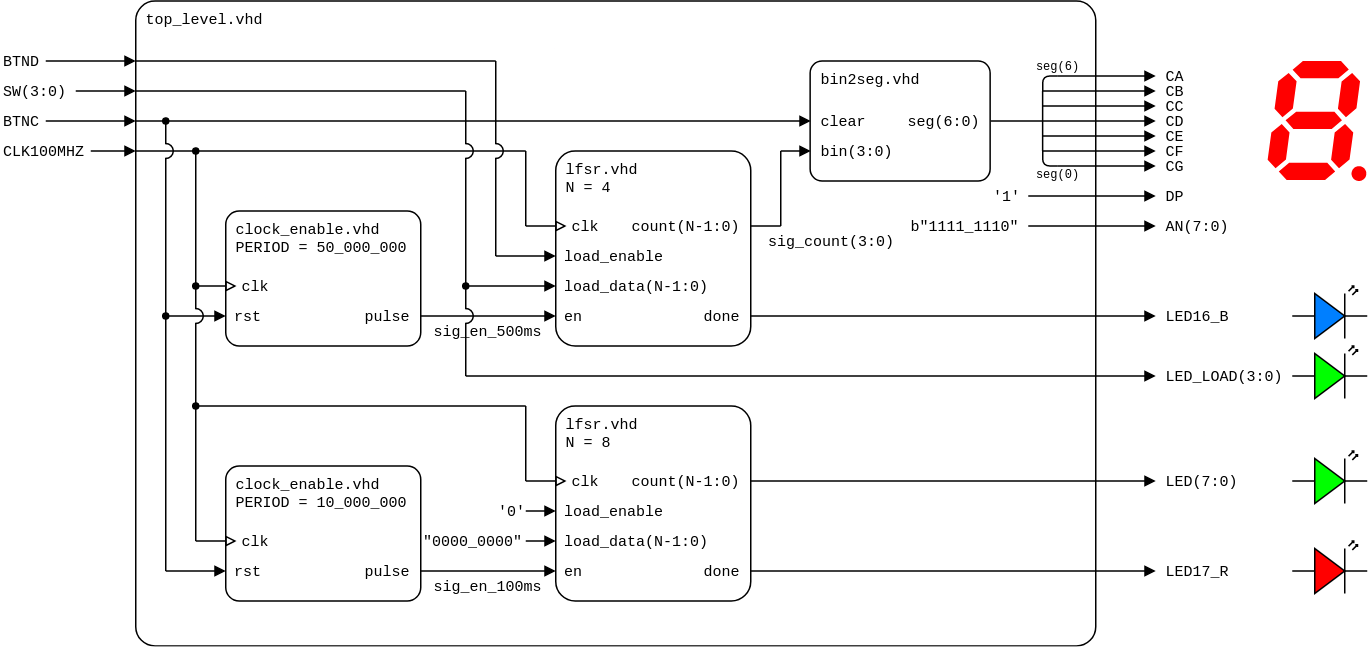 top_level.vhd
BTND
SW(3:0)
BTNC
CLK100MHZ
clock_enable.vhd
PERIOD = 50_000_000
clk
rst
pulse
sig_en_500ms
lfsr.vhd
N = 4
clk
count(N-1:0)
load_enable
load_data(N-1:0)
en
done
sig_count(3:0)
bin2seg.vhd
clear
seg(6:0)
bin(3:0)
seg(6)
seg(0)
CA
CB
CC
CD
CE
CF
CG
'1'
DP
b"1111_1110"
AN(7:0)
LED16_B
LED_LOAD(3:0)
clock_enable.vhd
PERIOD = 10_000_000
clk
rst
pulse
sig_en_100ms
lfsr.vhd
N = 8
clk
count(N-1:0)
'0'
load_enable
"0000_0000"
load_data(N-1:0)
en
done
LED(7:0)
LED17_R